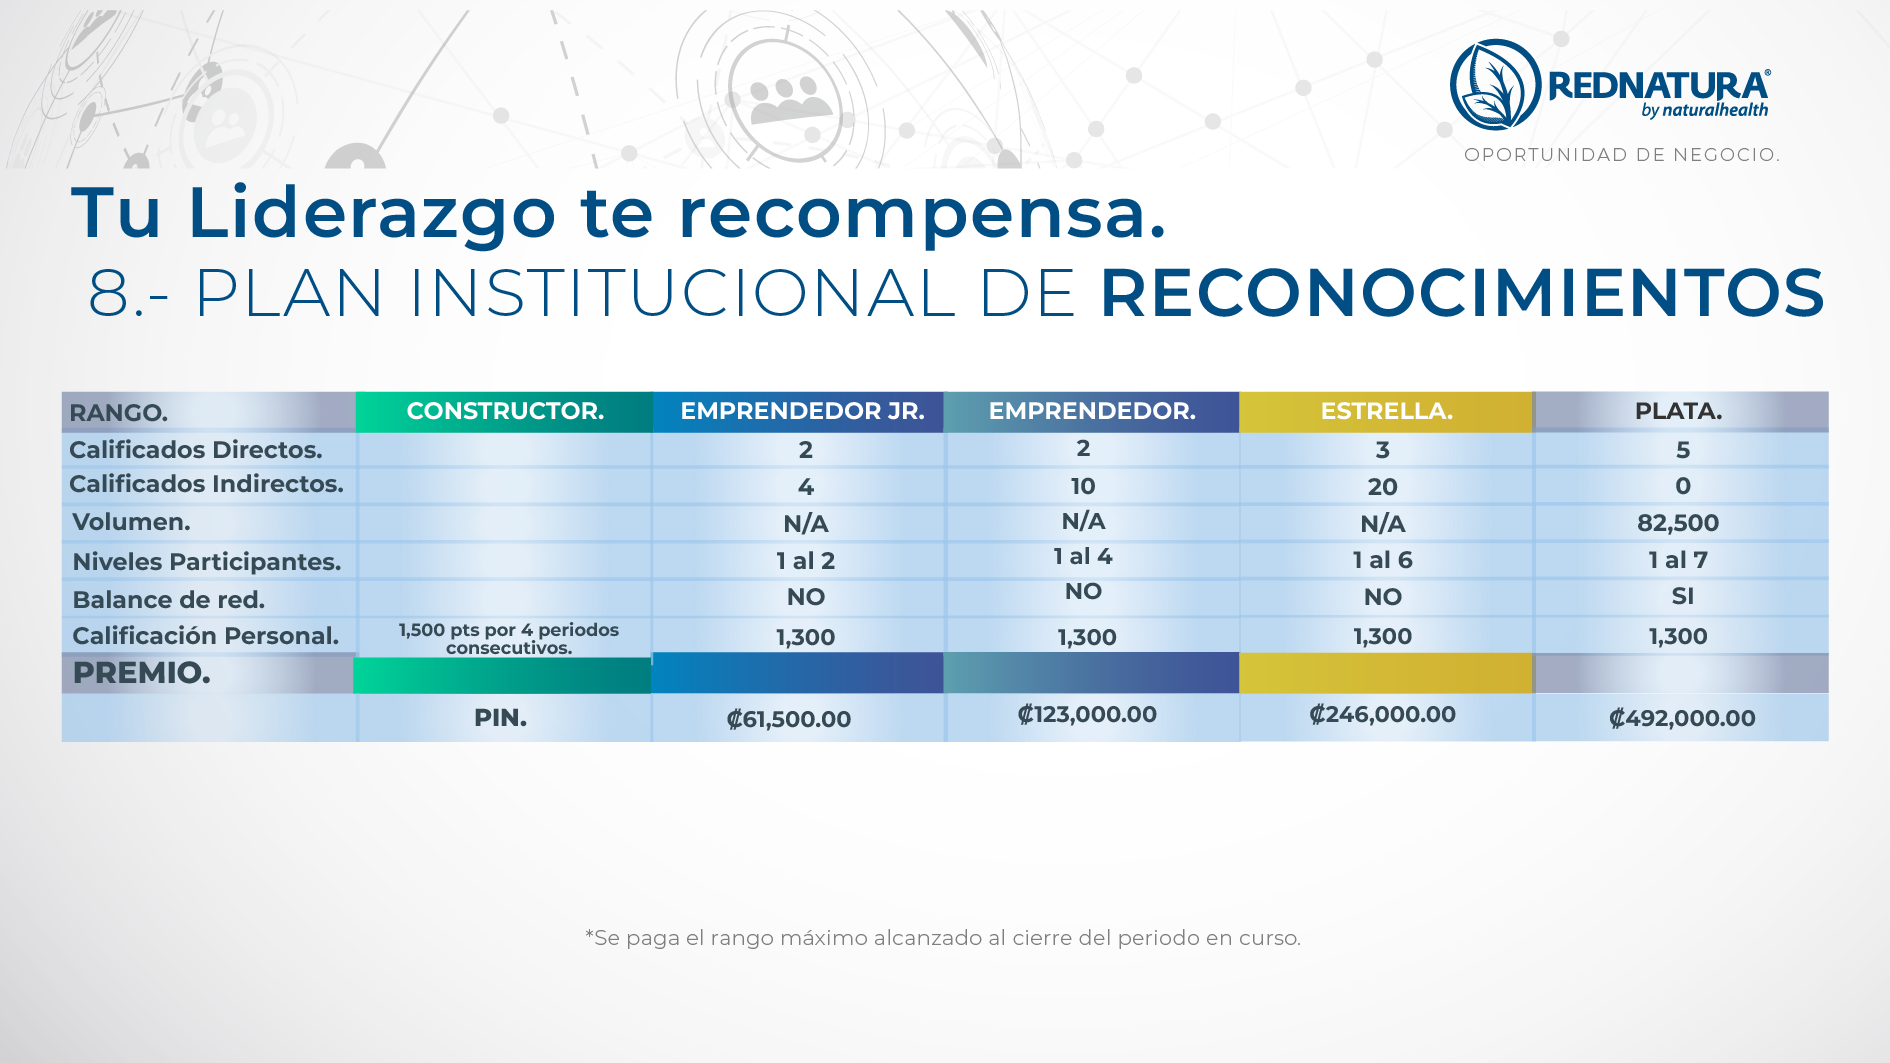 REDNATURA®
by naturalhealth
OPORTUNIDAD DE NEGOCIO.
Tu Liderazgo te recompensa.
8.- PLAN INSTITUCIONAL DE RECONOCIMIENTOS
RANGO. CONSTRUCTOR. EMPRENDEDOR JR. EMPRENDEDOR. ESTRELLA. PLATA.
Calificados Directos. 2 2 3 5
Calificados Indirectos. 4 10 20 0
Volumen. N/A N/A N/A 82,500
Niveles Participantes. 1 al 2 1 al 4 1 al 6 1 al 7
Balance de red. NO NO NO SI
Calificación Personal. 1,500 pts por 4 periodos consecutivos. 1,300 1,300 1,300 1,300
PREMIO.
PIN. ₡61,500.00 ₡123,000.00 ₡246,000.00 ₡492,000.00
*Se paga el rango máximo alcanzado al cierre del periodo en curso.